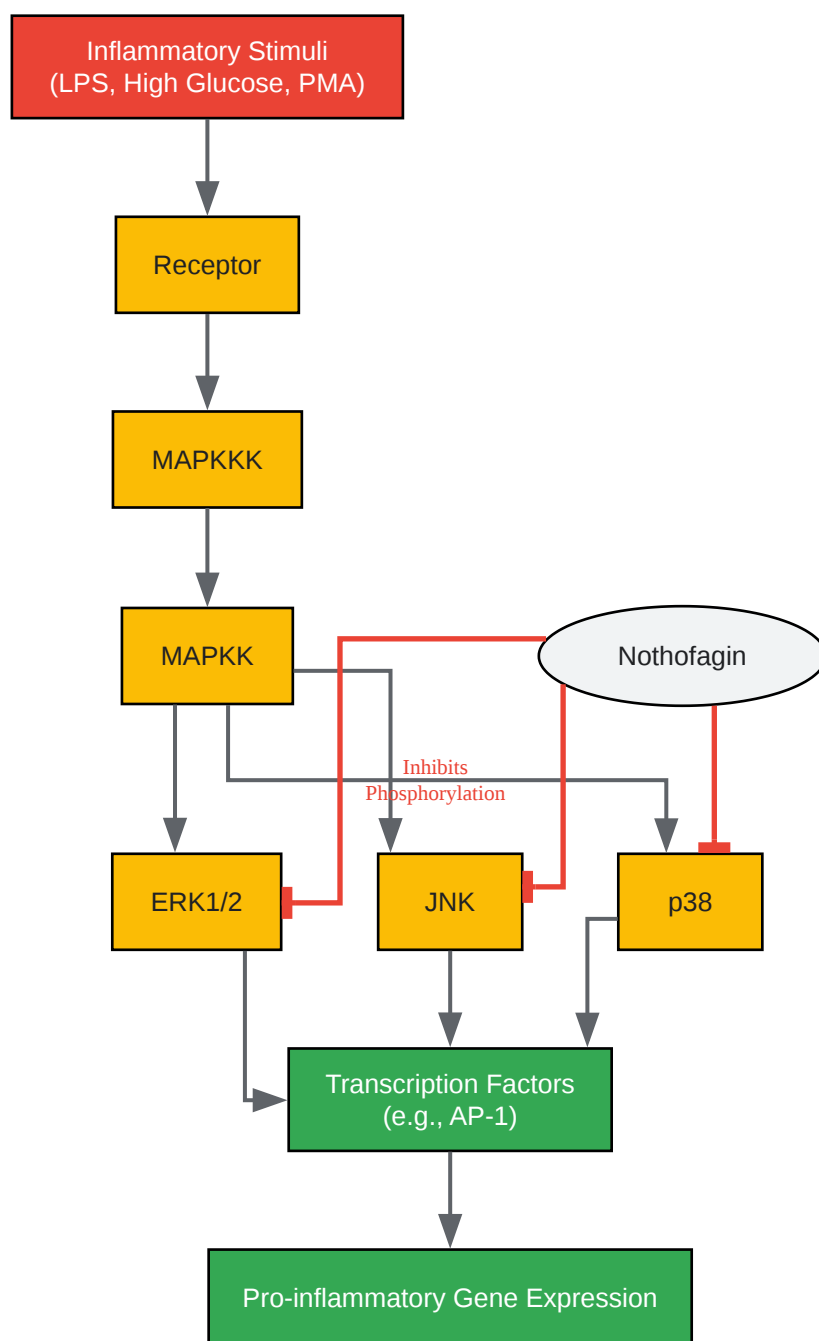 Inflammatory Stimuli
(LPS, High Glucose, PMA)
Receptor
MAPKKK
MAPKK
Nothofagin
Inhibits
Phosphorylation
ERK1/2
JNK
p38
Transcription Factors
(e.g., AP-1)
Pro-inflammatory Gene Expression